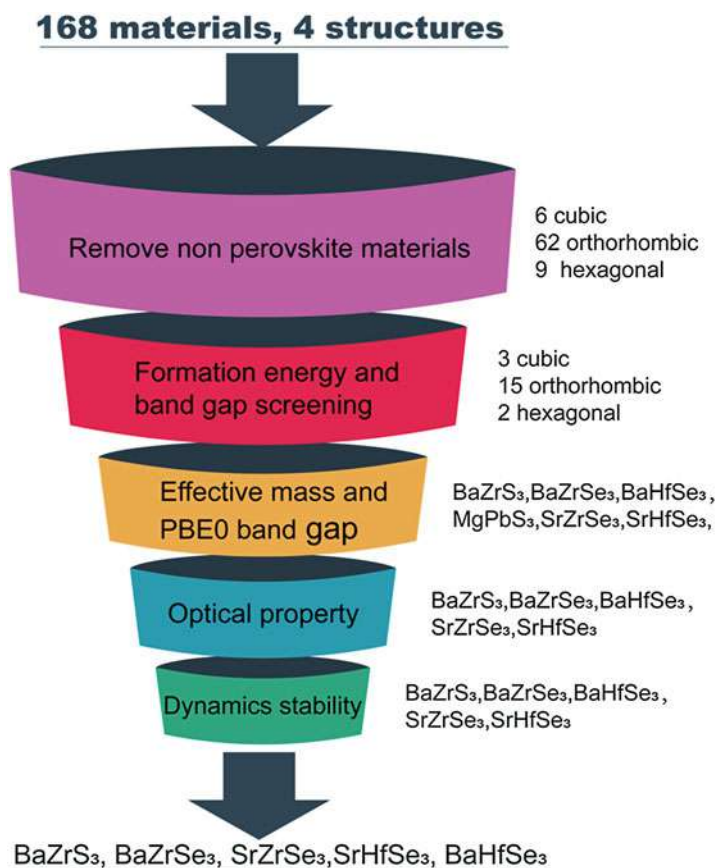 168 materials, 4 structures
Remove non perovskite materials
6 cubic
62 orthorhombic
9 hexagonal
Formation energy and
band gap screening
3 cubic
15 orthorhombic
2 hexagonal
Effective mass and
PBE0 band gap
BaZrS₃,BaZrSe₃,BaHfSe₃,
MgPbS₃,SrZrSe₃,SrHfSe₃,
Optical property
BaZrS₃,BaZrSe₃,BaHfSe₃,
SrZrSe₃,SrHfSe₃
Dynamics stability
BaZrS₃,BaZrSe₃,BaHfSe₃,
SrZrSe₃,SrHfSe₃
BaZrS₃, BaZrSe₃, SrZrSe₃,SrHfSe₃, BaHfSe₃